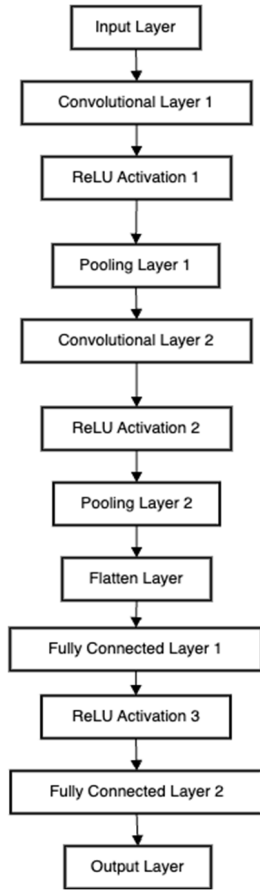 Input Layer
Convolutional Layer 1
ReLU Activation 1
Pooling Layer 1
Convolutional Layer 2
ReLU Activation 2
Pooling Layer 2
Flatten Layer
Fully Connected Layer 1
ReLU Activation 3
Fully Connected Layer 2
Output Layer